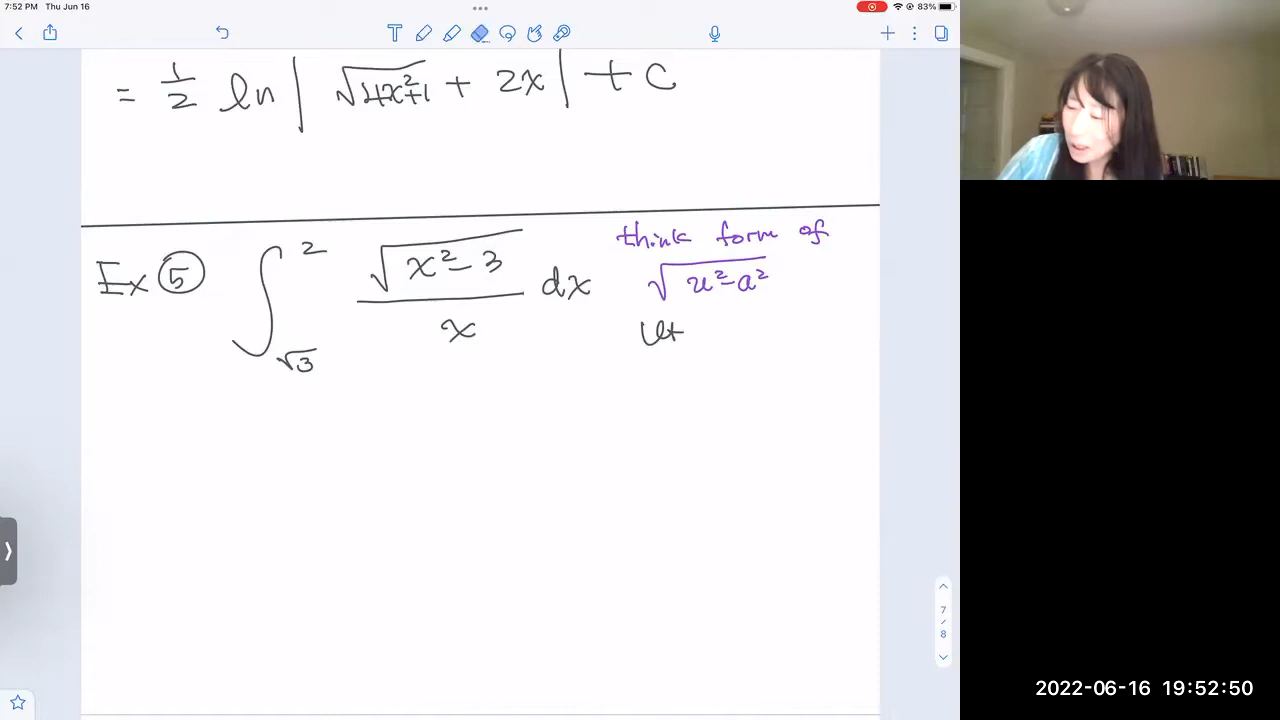 7:52 PM Thu Jun 16
83%
= 1/2 ln | √(4x²+1) + 2x | + C
Ex ⑤ ∫_{√3}^{2} √(x²-3)/x dx
think form of
√(u²-a²)
let
7
/
8
2022-06-16 19:52:50